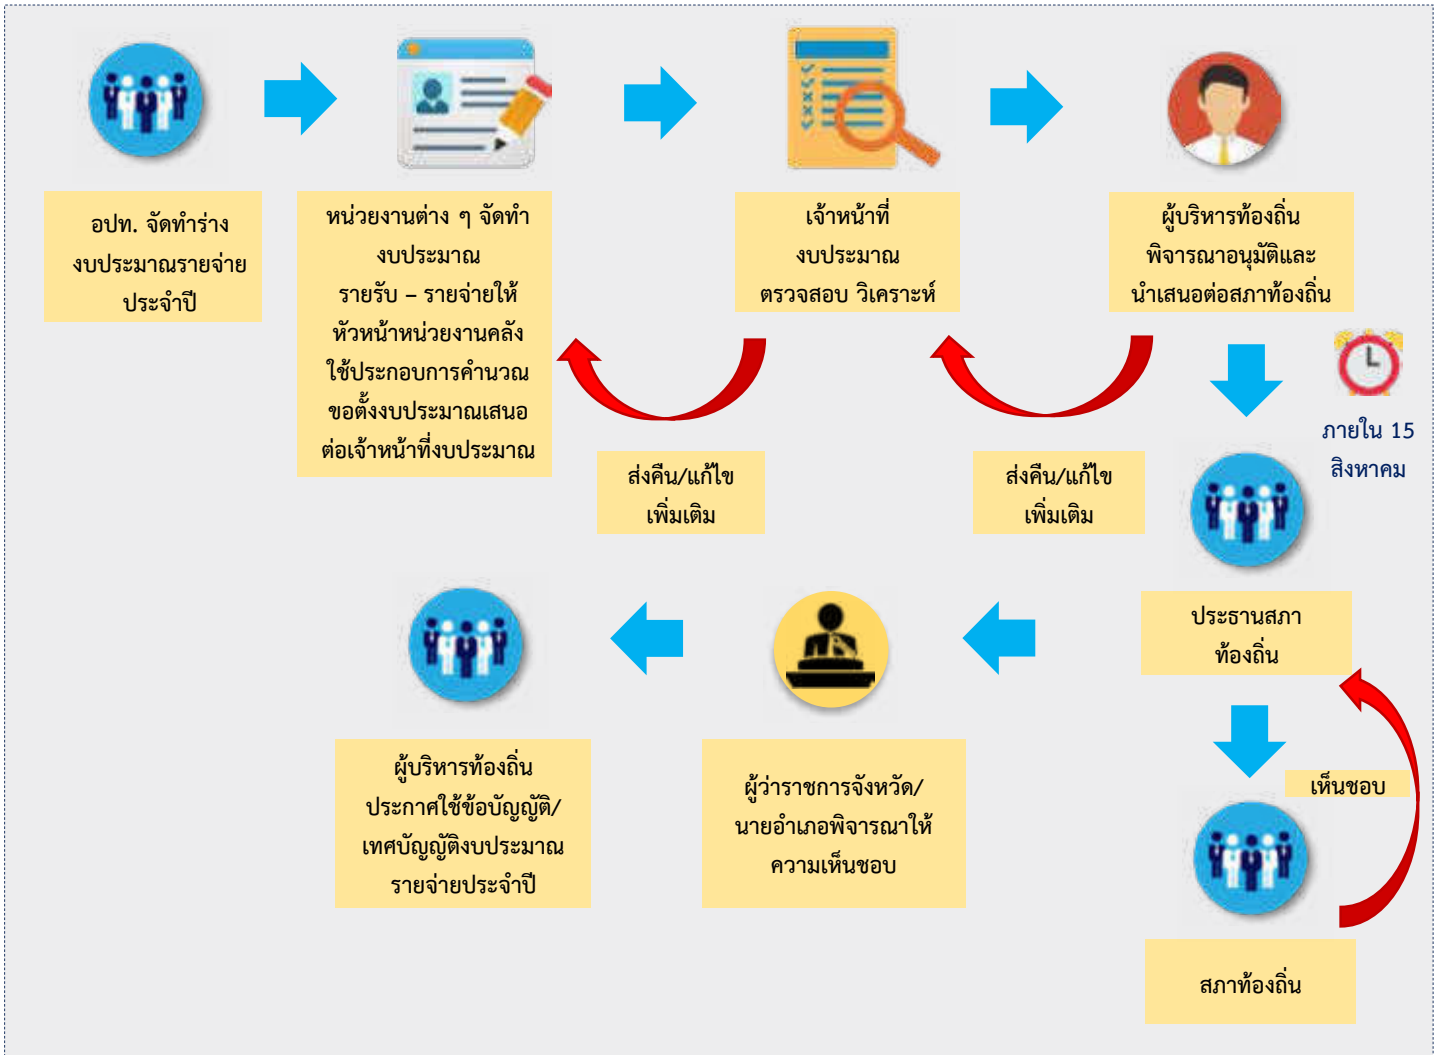 อปท. จัดทำร่าง
งบประมาณรายจ่าย
ประจำปี
หน่วยงานต่าง ๆ จัดทำ
งบประมาณ
รายรับ – รายจ่ายให้
หัวหน้าหน่วยงานคลัง
ใช้ประกอบการคำนวณ
ขอตั้งงบประมาณเสนอ
ต่อเจ้าหน้าที่งบประมาณ
เจ้าหน้าที่
งบประมาณ
ตรวจสอบ วิเคราะห์
ผู้บริหารท้องถิ่น
พิจารณาอนุมัติและ
นำเสนอต่อสภาท้องถิ่น
ส่งคืน/แก้ไข
เพิ่มเติม
ส่งคืน/แก้ไข
เพิ่มเติม
ภายใน 15
สิงหาคม
ประธานสภา
ท้องถิ่น
เห็นชอบ
สภาท้องถิ่น
ผู้ว่าราชการจังหวัด/
นายอำเภอพิจารณาให้
ความเห็นชอบ
ผู้บริหารท้องถิ่น
ประกาศใช้ข้อบัญญัติ/
เทศบัญญัติงบประมาณ
รายจ่ายประจำปี